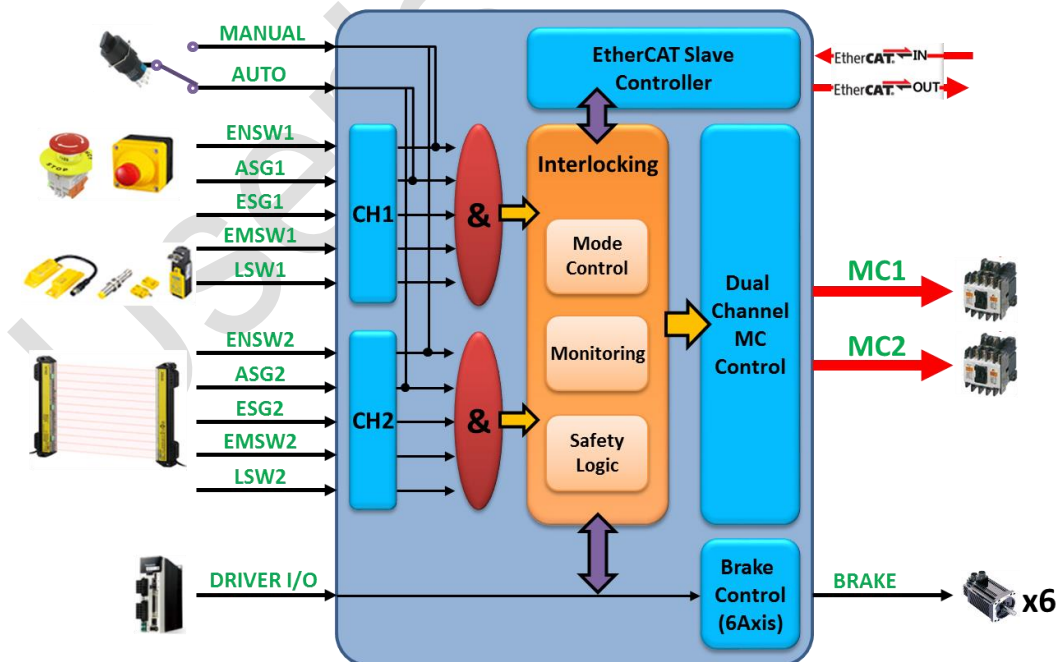 MANUAL
AUTO
ENSW1
ASG1
ESG1
EMSW1
LSW1
ENSW2
ASG2
ESG2
EMSW2
LSW2
DRIVER I/O
CH1
CH2
&
&
EtherCAT Slave
Controller
Interlocking
Mode
Control
Monitoring
Safety
Logic
Dual
Channel
MC
Control
Brake
Control
(6Axis)
EtherCAT. IN
EtherCAT. OUT
MC1
MC2
BRAKE
x6
STOP